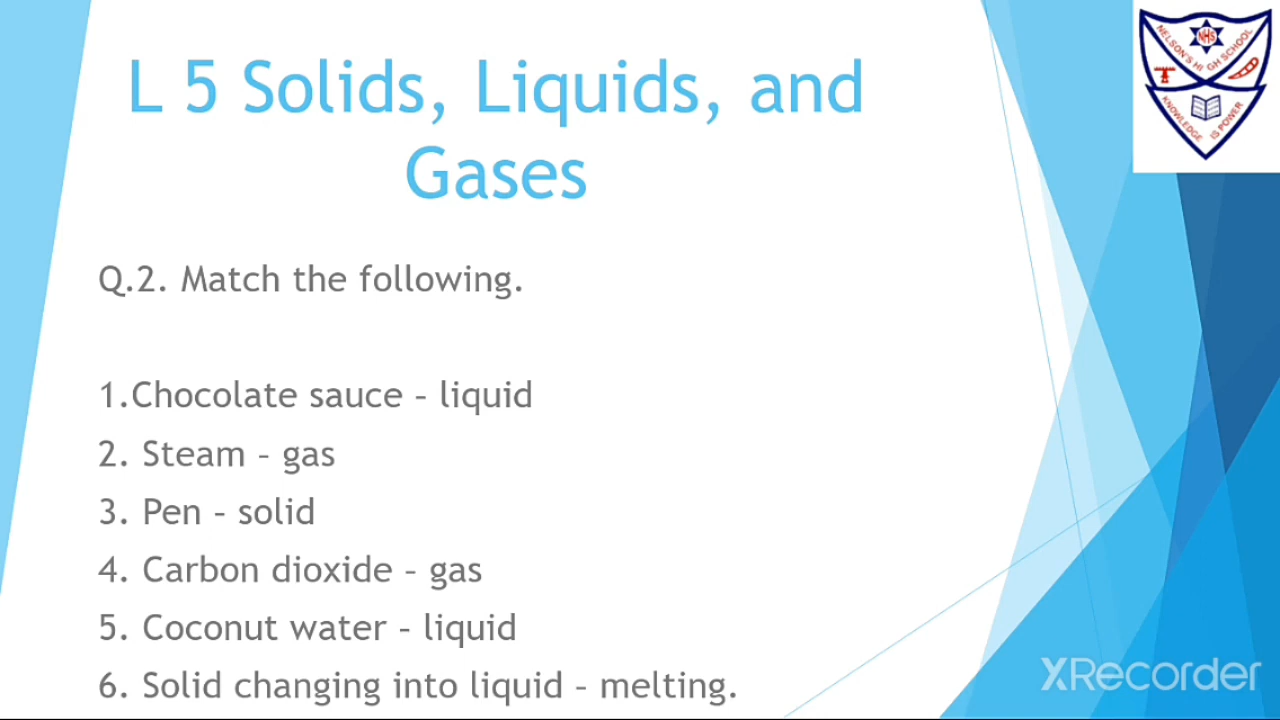 L 5 Solids, Liquids, and
Gases
NHS
NELSON'S HIGH SCHOOL
KNOWLEDGE IS POWER
Q.2. Match the following.
1.Chocolate sauce – liquid
2. Steam – gas
3. Pen – solid
4. Carbon dioxide – gas
5. Coconut water – liquid
6. Solid changing into liquid – melting.
XRecorder